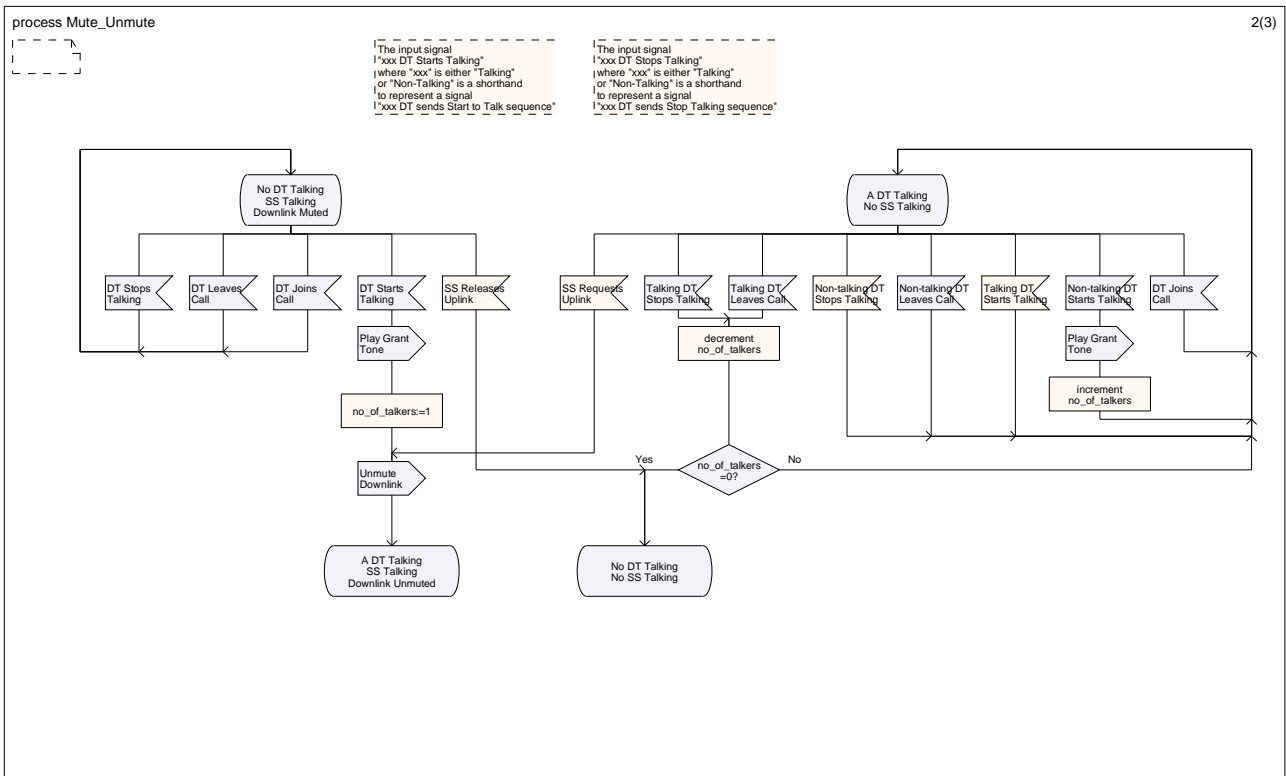 process Mute_Unmute
2(3)
The input signal
"xxx DT Starts Talking"
where "xxx" is either "Talking"
or "Non-Talking" is a shorthand
to represent a signal
"xxx DT sends Start to Talk sequence"
The input signal
"xxx DT Stops Talking"
where "xxx" is either "Talking"
or "Non-Talking" is a shorthand
to represent a signal
"xxx DT sends Stop Talking sequence"
No DT Talking
SS Talking
Downlink Muted
A DT Talking
No SS Talking
DT Stops
Talking
DT Leaves
Call
DT Joins
Call
DT Starts
Talking
SS Releases
Uplink
SS Requests
Uplink
Talking DT
Stops Talking
Talking DT
Leaves Call
Non-talking DT
Stops Talking
Non-talking DT
Leaves Call
Talking DT
Starts Talking
Non-talking DT
Starts Talking
DT Joins
Call
Play Grant
Tone
decrement
no_of_talkers
Play Grant
Tone
no_of_talkers:=1
increment
no_of_talkers
Unmute
Downlink
Yes
no_of_talkers
=0?
No
A DT Talking
SS Talking
Downlink Unmuted
No DT Talking
No SS Talking